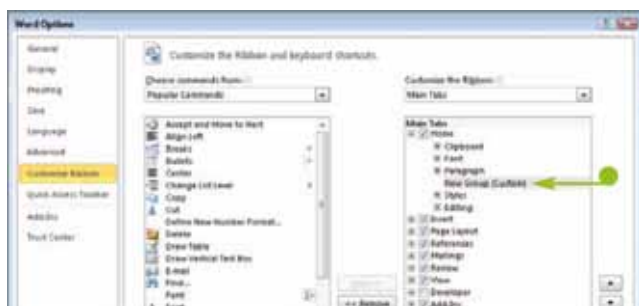 Word Options
General
Display
Proofing
Save
Language
Advanced
Customize Ribbon
Quick Access Toolbar
Add-Ins
Trust Center
Customize the Ribbon and keyboard shortcuts.
Choose commands from:
Popular Commands
Accept and Move to Next
Align Left
Breaks
Bullets
Center
Change List Level
Copy
Cut
Define New Number Format...
Delete
Draw Table
Draw Vertical Text Box
E-mail
Find...
Font
Customize the Ribbon:
Main Tabs
Main Tabs
Home
Clipboard
Font
Paragraph
New Group (Custom)
Styles
Editing
Insert
Page Layout
References
Mailings
Review
View
Developer
Add-Ins
<< Remove